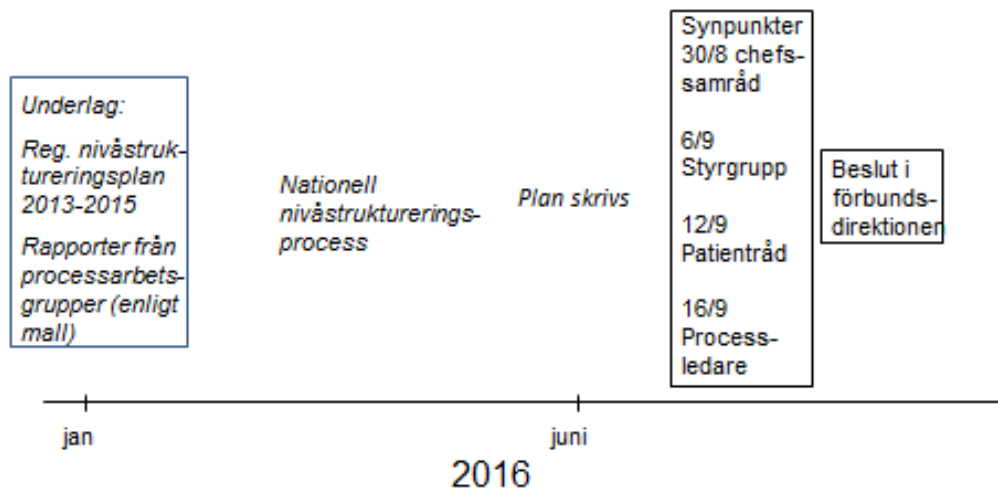 Underlag:
Reg. nivåstruk-
tureringsplan
2013-2015
Rapporter från
processarbets-
grupper (enligt
mall)
Nationell
nivåstrukturerings-
process
Plan skrivs
Synpunkter
30/8 chefs-
samråd
6/9
Styrgrupp
12/9
Patientråd
16/9
Process-
ledare
Beslut i
förbunds-
direktionen
jan
juni
2016